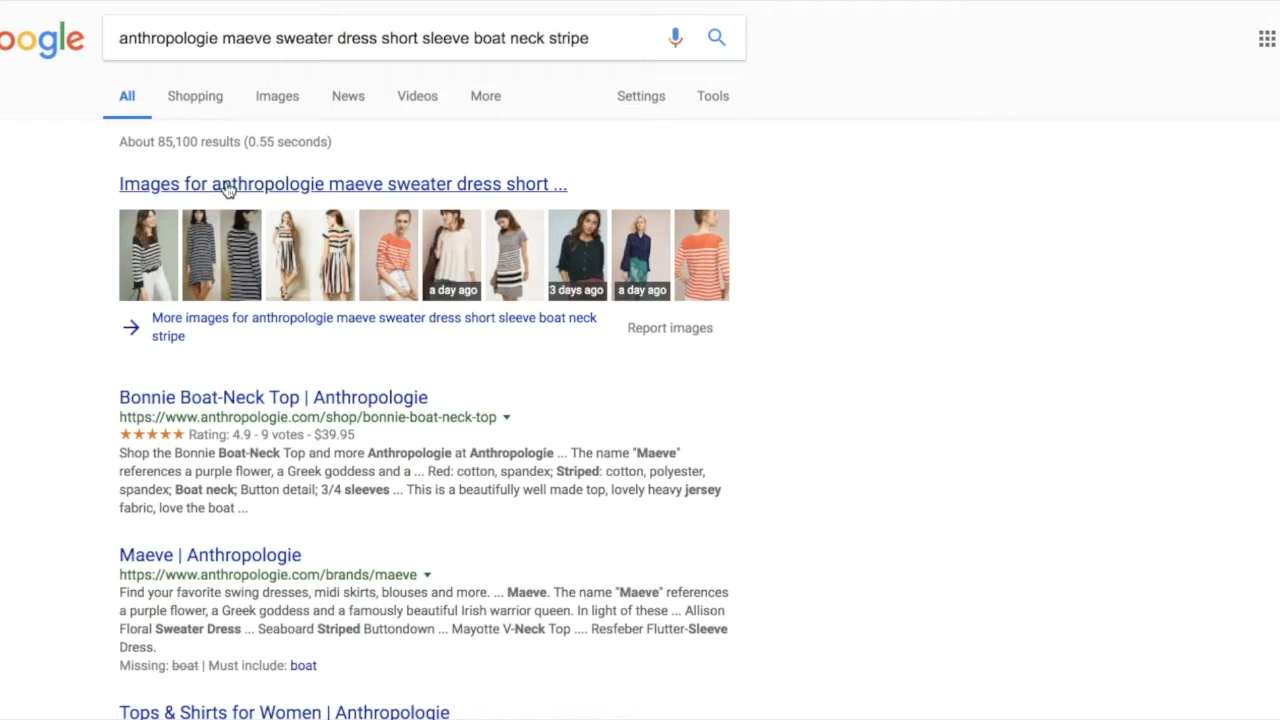 oogle
anthropologie maeve sweater dress short sleeve boat neck stripe
All Shopping Images News Videos More Settings Tools
About 85,100 results (0.55 seconds)
Images for anthropologie maeve sweater dress short ...
a day ago 3 days ago a day ago
More images for anthropologie maeve sweater dress short sleeve boat neck
stripe
Report images
Bonnie Boat-Neck Top | Anthropologie
https://www.anthropologie.com/shop/bonnie-boat-neck-top
Rating: 4.9 - 9 votes - $39.95
Shop the Bonnie Boat-Neck Top and more Anthropologie at Anthropologie ... The name "Maeve"
references a purple flower, a Greek goddess and a ... Red: cotton, spandex; Striped: cotton, polyester,
spandex; Boat neck; Button detail; 3/4 sleeves ... This is a beautifully well made top, lovely heavy jersey
fabric, love the boat ...
Maeve | Anthropologie
https://www.anthropologie.com/brands/maeve
Find your favorite swing dresses, midi skirts, blouses and more. ... Maeve. The name "Maeve" references
a purple flower, a Greek goddess and a famously beautiful Irish warrior queen. In light of these ... Allison
Floral Sweater Dress ... Seaboard Striped Buttondown ... Mayotte V-Neck Top .... Resfeber Flutter-Sleeve
Dress.
Missing: boat | Must include: boat
Tops & Shirts for Women | Anthropologie